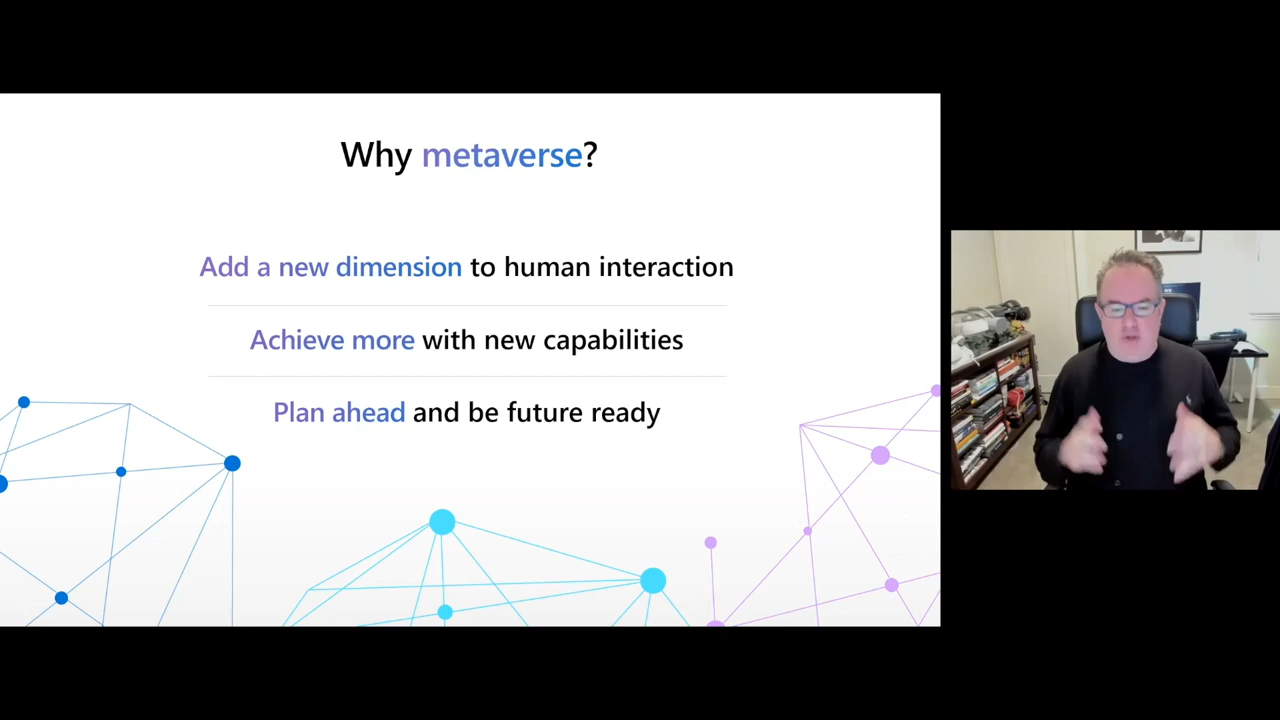 Why metaverse?
Add a new dimension to human interaction
Achieve more with new capabilities
Plan ahead and be future ready